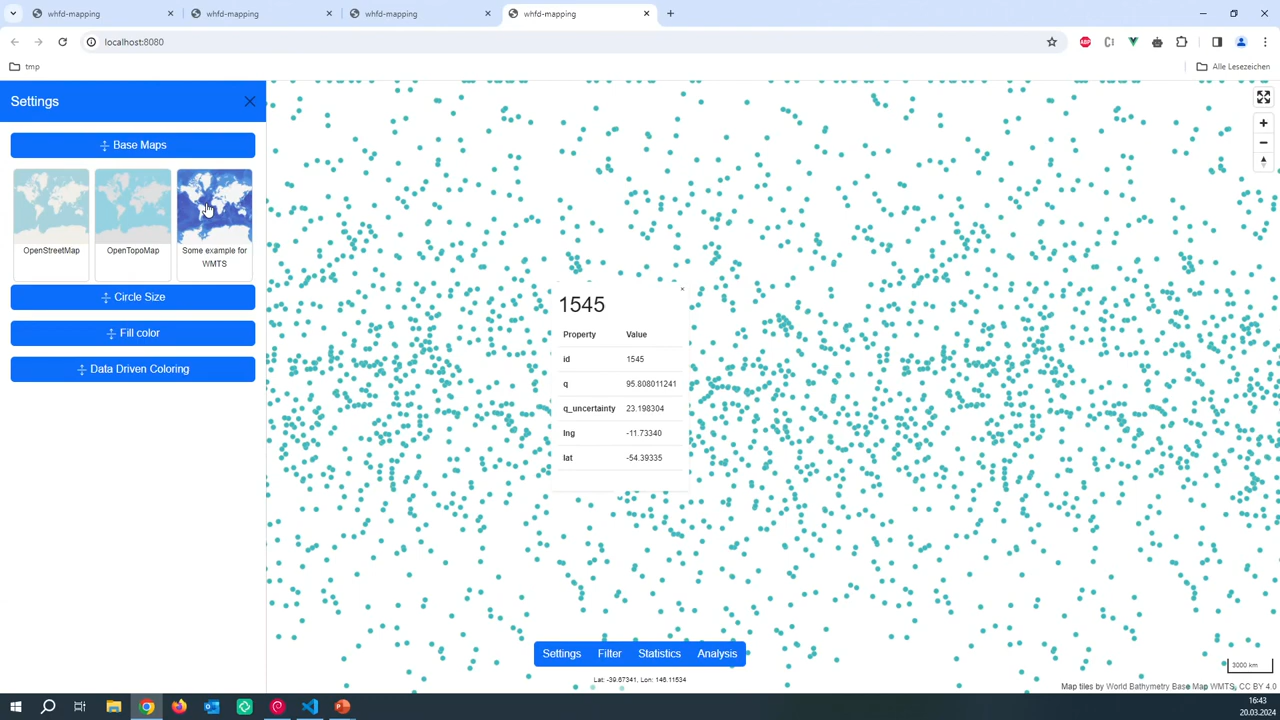 whfd-mapping
whfd-mapping
whfd-mapping
whfd-mapping
localhost:8080
tmp
Alle Lesezeichen
Settings
Base Maps
OpenStreetMap
OpenTopoMap
Some example for
WMTS
Circle Size
Fill color
Data Driven Coloring
1545
Property Value
id 1545
q 95.808011241
q_uncertainty 23.198304
lng -11.73340
lat -54.39335
Settings Filter Statistics Analysis
Lat: -39.67341, Lon: 146.11534
3000 km
Map tiles by World Bathymetry Base Map WMTS, CC BY 4.0
16:43
20.03.2024